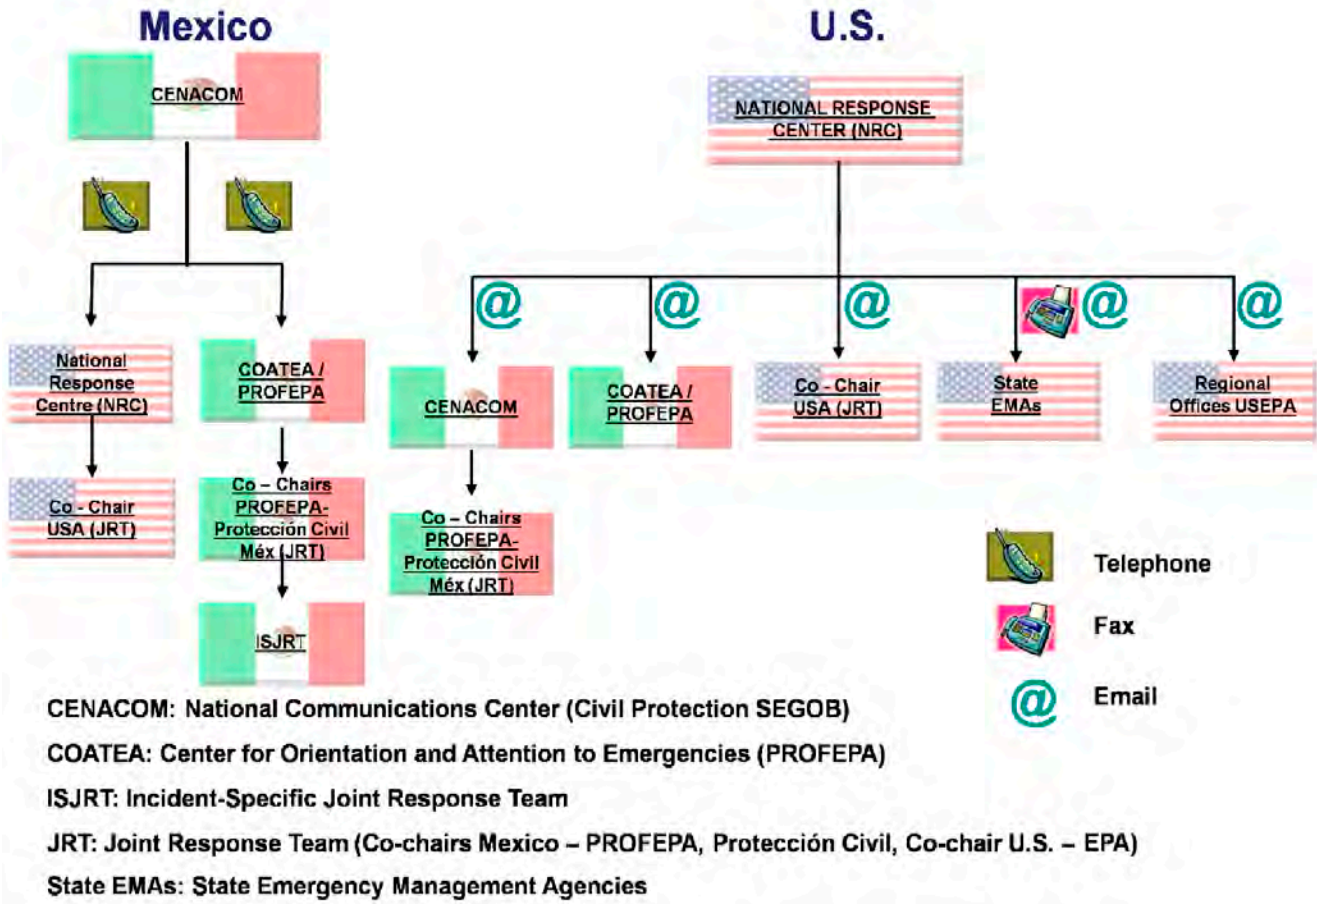 Mexico
U.S.
CENACOM
NATIONAL RESPONSE
CENTER (NRC)
@
@
@
@
@
National
Response
Centre (NRC)
COATEA /
PROFEPA
CENACOM
COATEA /
PROFEPA
Co - Chair
USA (JRT)
State
EMAs
Regional
Offices USEPA
Co - Chair
USA (JRT)
Co – Chairs
PROFEPA-
Protección Civil
Méx (JRT)
Co – Chairs
PROFEPA-
Protección Civil
Méx (JRT)
ISJRT
Telephone
Fax
@ Email
CENACOM: National Communications Center (Civil Protection SEGOB)
COATEA: Center for Orientation and Attention to Emergencies (PROFEPA)
ISJRT: Incident-Specific Joint Response Team
JRT: Joint Response Team (Co-chairs Mexico – PROFEPA, Protección Civil, Co-chair U.S. – EPA)
State EMAs: State Emergency Management Agencies